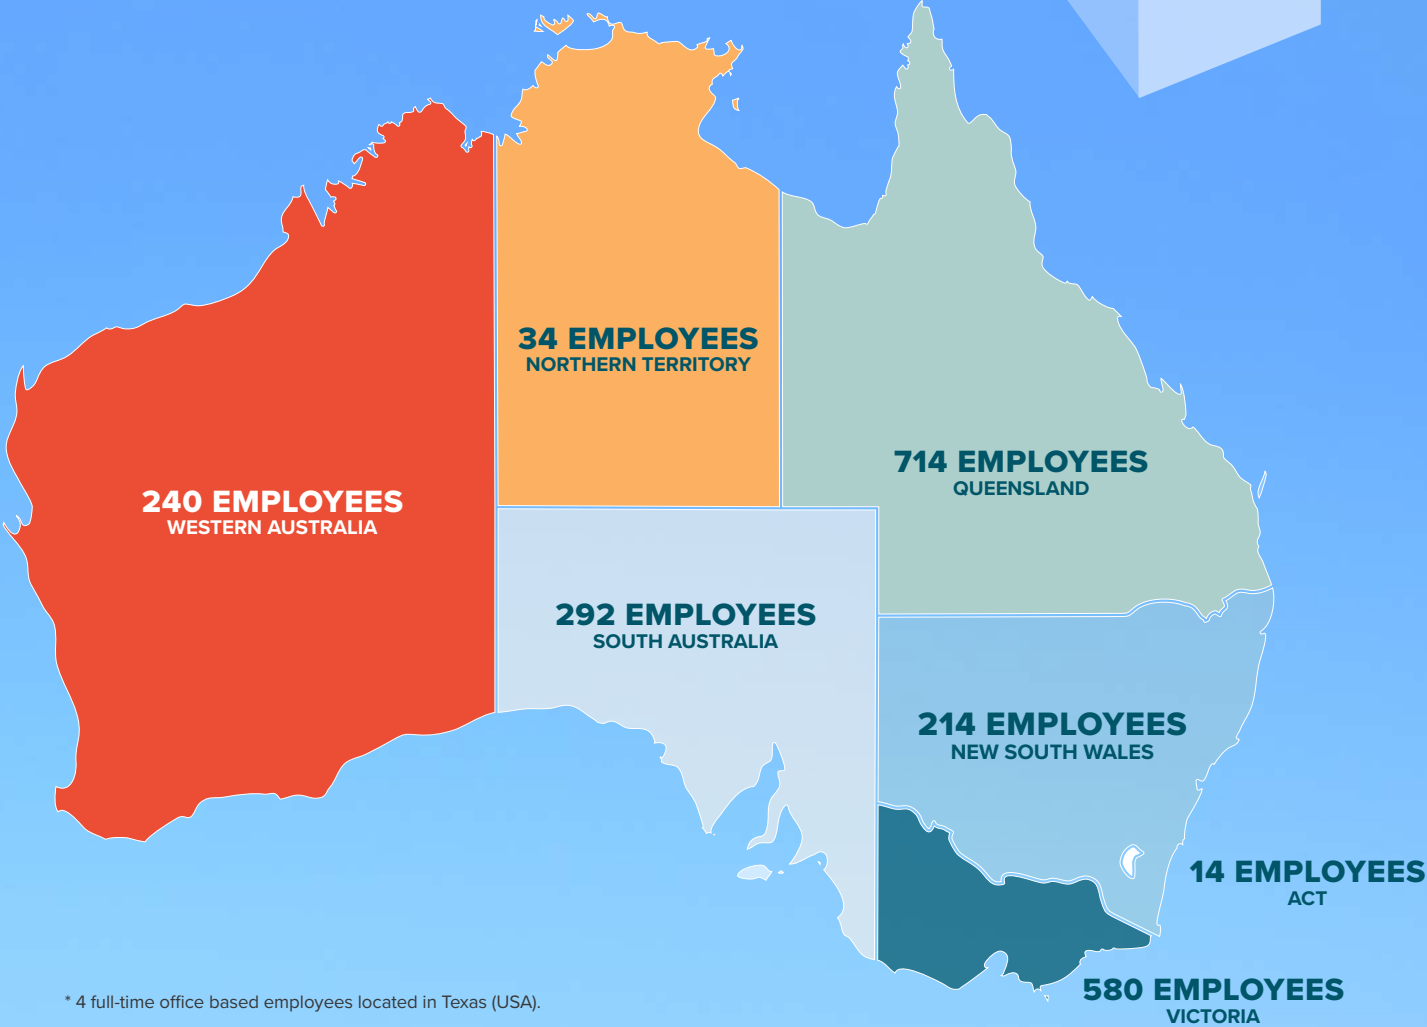 34 EMPLOYEES
NORTHERN TERRITORY
714 EMPLOYEES
QUEENSLAND
240 EMPLOYEES
WESTERN AUSTRALIA
292 EMPLOYEES
SOUTH AUSTRALIA
214 EMPLOYEES
NEW SOUTH WALES
14 EMPLOYEES
ACT
580 EMPLOYEES
VICTORIA
* 4 full-time office based employees located in Texas (USA).